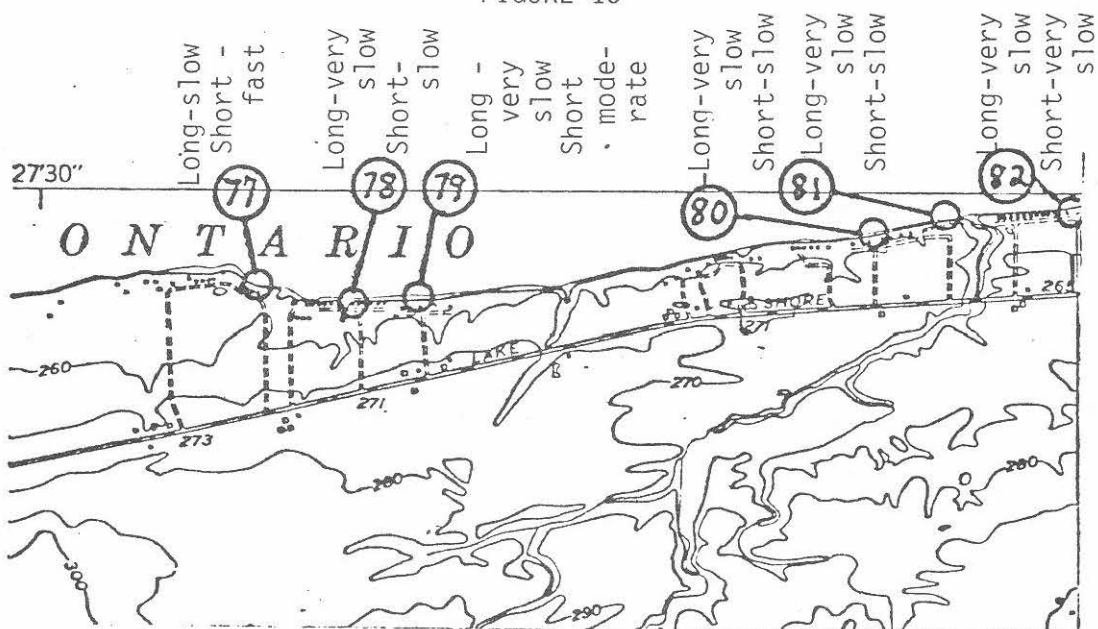 Long-slow
Short -
fast
Long-very
slow
Short-
slow
Long -
very
slow
Short
mode-
rate
Long-very
slow
Short-slow
Long-very
slow
Short-slow
Long-very
slow
Short-very
slow
27'30"
77
78
79
80
81
82
ONTARIO
LAKE
SHORE
260
273
271
271
270
265
280
280
300
290